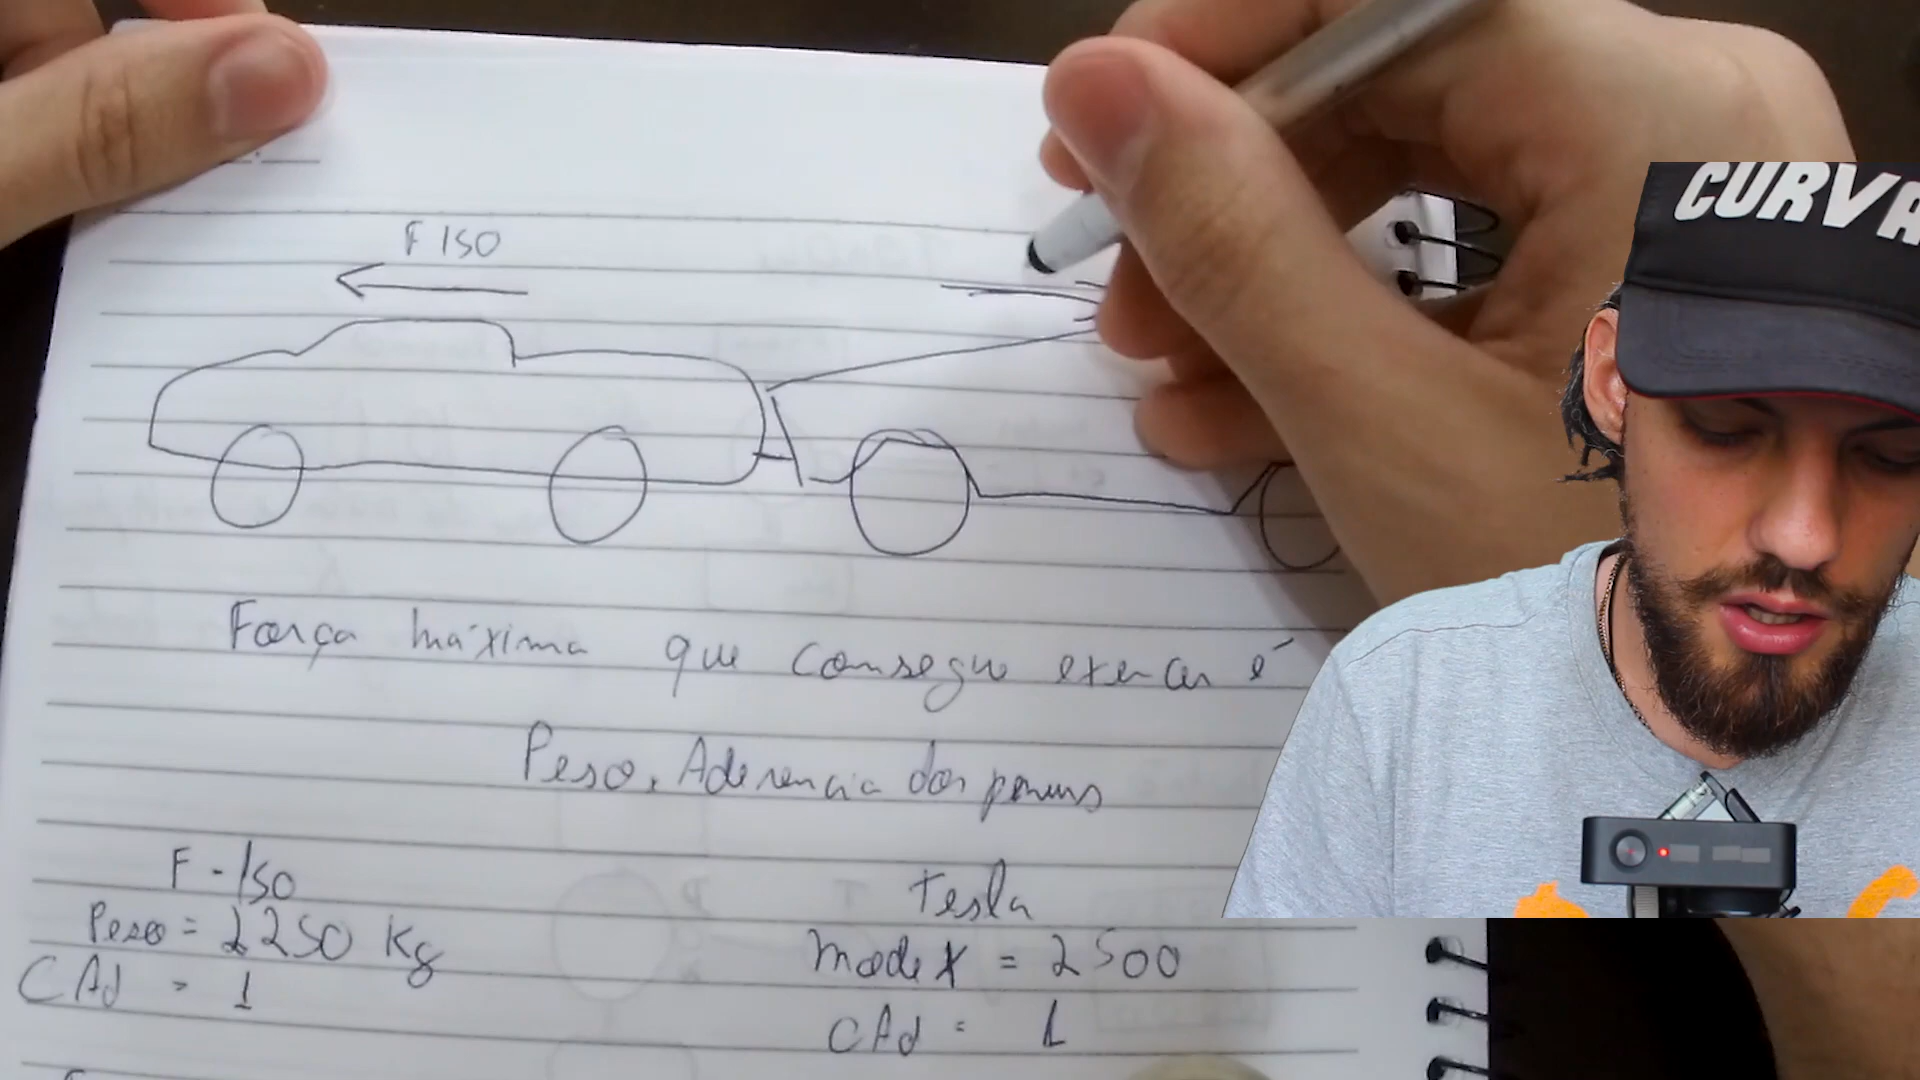 F 150
Força máxima que consegue exercer é
Peso. Aderencia dos pneus
F-150
Peso = 2250 Kg
CAd = 1
Tesla
mode X = 2500
CAd = 1
CURVA